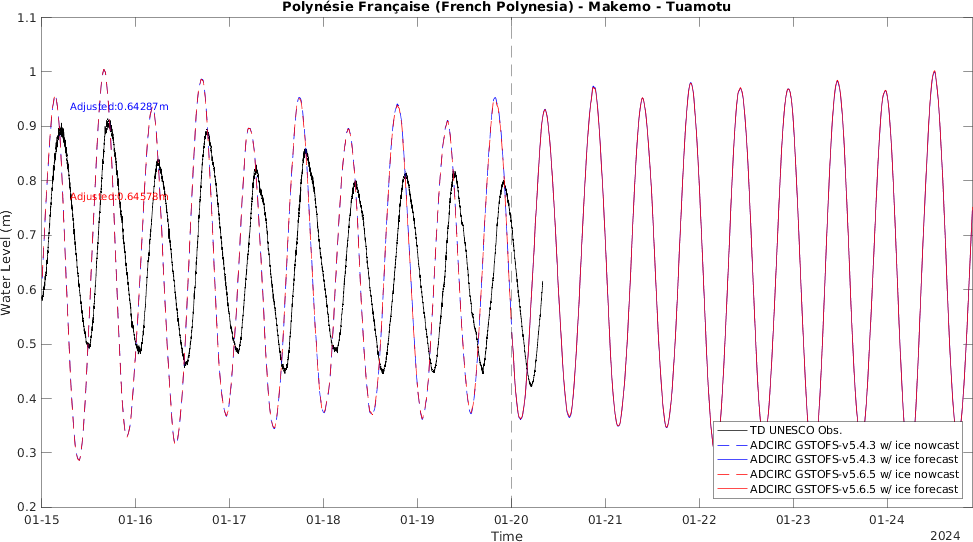 Polynésie Française (French Polynesia) - Makemo - Tuamotu
Water Level (m)
1.1
1
0.9
0.8
0.7
0.6
0.5
0.4
0.3
0.2
Adjusted:0.64287m
Adjusted:0.64573m
TD UNESCO Obs.
ADCIRC GSTOFS-v5.4.3 w/ ice nowcast
ADCIRC GSTOFS-v5.4.3 w/ ice forecast
ADCIRC GSTOFS-v5.6.5 w/ ice nowcast
ADCIRC GSTOFS-v5.6.5 w/ ice forecast
01-15 01-16 01-17 01-18 01-19 01-20 01-21 01-22 01-23 01-24
Time
2024